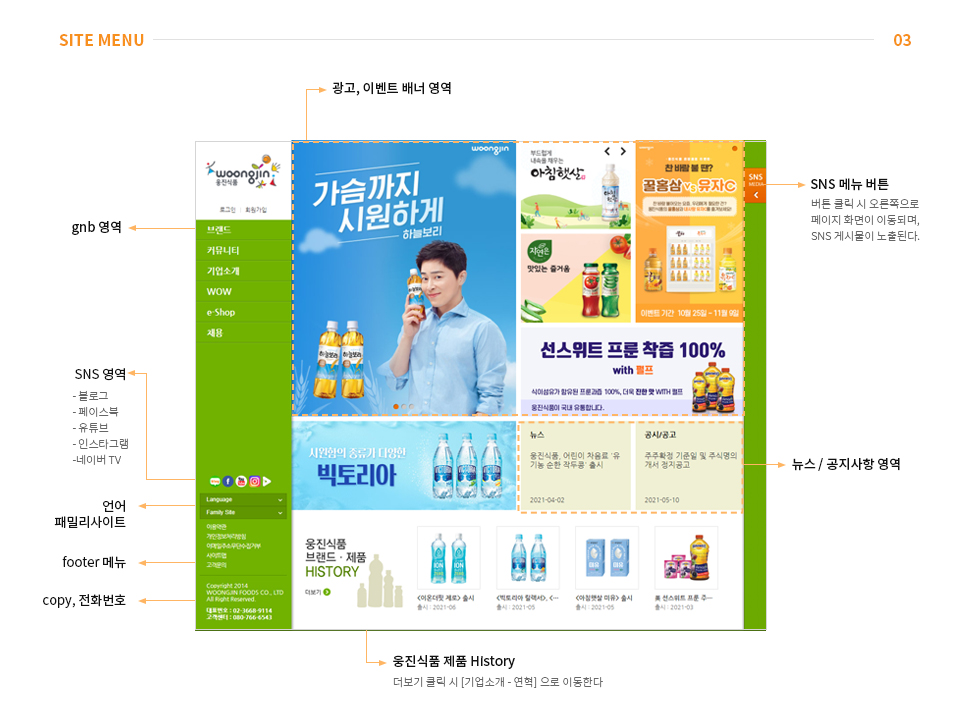 SITE MENU
03
광고, 이벤트 배너 영역
gnb 영역
SNS 영역
- 블로그
- 페이스북
- 유튜브
- 인스타그램
-네이버 TV
언어
패밀리사이트
footer 메뉴
copy, 전화번호
woongjin
웅진식품
로그인 | 회원가입
브랜드
커뮤니티
기업소개
WOW
e-Shop
채용
Language
Family Site
이용약관
개인정보처리방침
이메일주소무단수집거부
사이트맵
고객문의
Copyright 2014
WOONGJIN FOODS CO., LTD
All Right Reserved.
대표번호 : 02-3668-9114
고객센터 : 080-766-6543
woongjin
가슴까지
시원하게
하늘보리
부드럽게
내속을 채우는
아침햇살
자연은
맛있는 즐거움
찬 바람 불 땐?
꿀홍삼 vs 유자C
이벤트 기간 10월 25일 ~ 11월 9일
선스위트 프룬 착즙 100%
with 펄프
식이섬유가 함유된 프룬과즙 100%, 더욱 진한 맛 WITH 펄프
웅진식품이 국내 유통합니다.
시원함의 종류가 다양한
빅토리아
뉴스
웅진식품, 어린이 차음료 '유
기농 순한 작두콩' 출시
2021-04-02
공시/공고
주주확정 기준일 및 주식명의
개서 정지공고
2021-05-10
웅진식품
브랜드 · 제품
HISTORY
더보기
<이온더핏 제로> 출시
출시 : 2021-06
<빅토리아 탑맥서>, <…
출시 : 2021-05
<아침햇살 미유> 출시
출시 : 2021-05
美 선스위트 프룬 주…
출시 : 2021-03
SNS
MEDIA
SNS 메뉴 버튼
버튼 클릭 시 오른쪽으로
페이지 화면이 이동되며,
SNS 게시물이 노출된다.
뉴스 / 공지사항 영역
웅진식품 제품 HIstory
더보기 클릭 시 [기업소개 - 연혁] 으로 이동한다